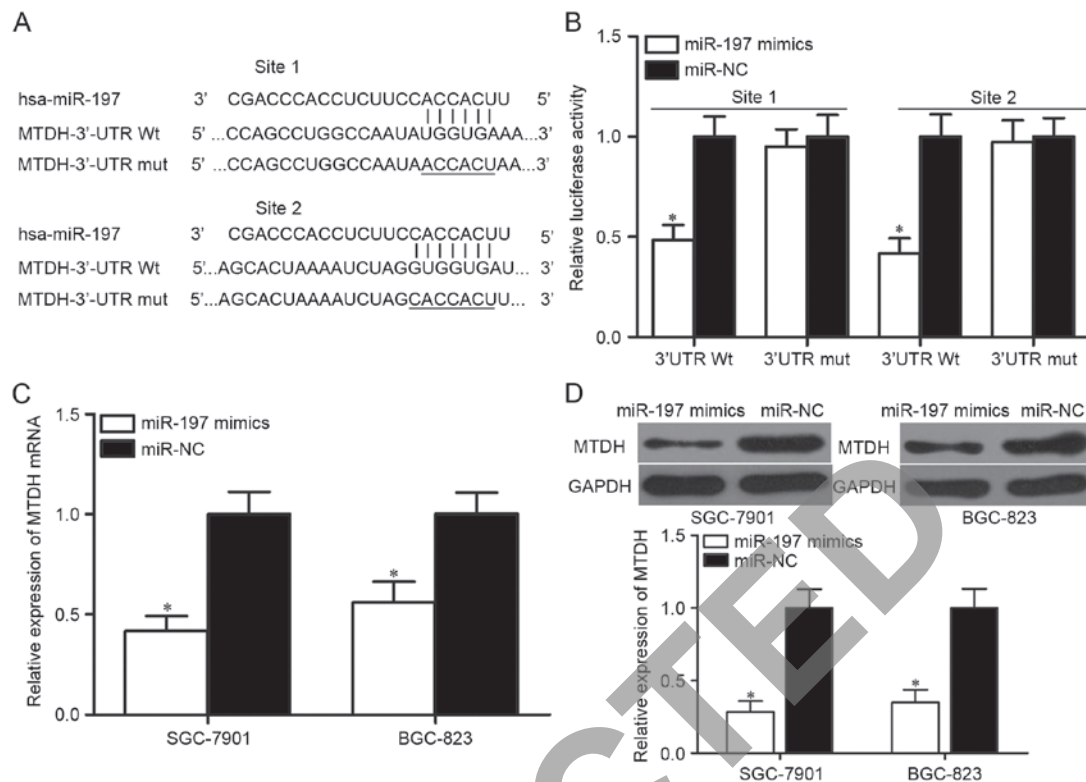 A
Site 1
hsa-miR-197 3' CGACCCACCUCUUCCACCACUU 5'
MTDH-3'-UTR Wt 5' ...CCAGCCUGGCCAAUAUGGUGAAA...3'
MTDH-3'-UTR mut 5' ...CCAGCCUGGCCAAUAACCACUAA...3'
Site 2
hsa-miR-197 3' CGACCCACCUCUUCCACCACUU 5'
MTDH-3'-UTR Wt 5'...AGCACUAAAAUCUAGGUGGUGAU... 3'
MTDH-3'-UTR mut 5'...AGCACUAAAAUCUAGCACCACUU... 3'
B
miR-197 mimics
miR-NC
Site 1 Site 2
Relative luciferase activity
1.5
1.0
0.5
0.0
* *
3'UTR Wt 3'UTR mut 3'UTR Wt 3'UTR mut
C
miR-197 mimics
miR-NC
Relative expression of MTDH mRNA
1.5
1.0
0.5
0.0
* *
SGC-7901 BGC-823
D
miR-197 mimics miR-NC miR-197 mimics miR-NC
MTDH MTDH
GAPDH GAPDH
SGC-7901 BGC-823
miR-197 mimics
miR-NC
Relative expression of MTDH
1.5
1.0
0.5
0.0
* *
SGC-7901 BGC-823
CTED